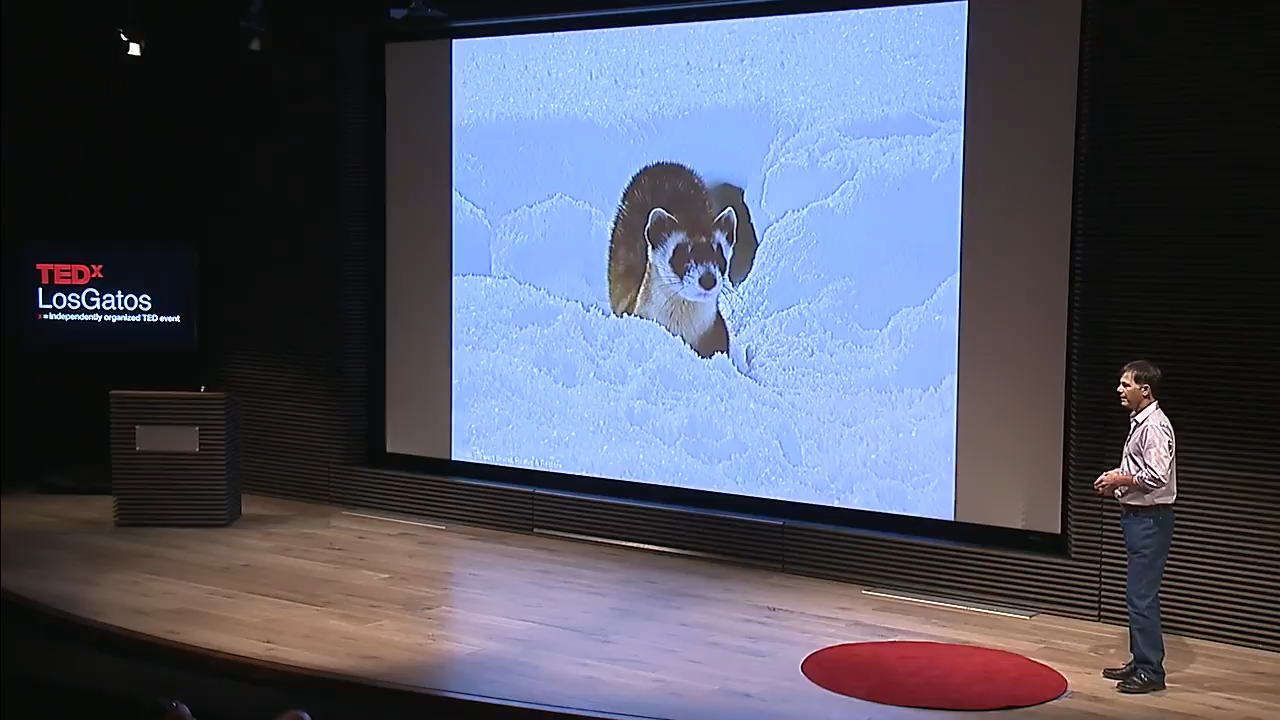 TEDx
LosGatos
x = independently organized TED event